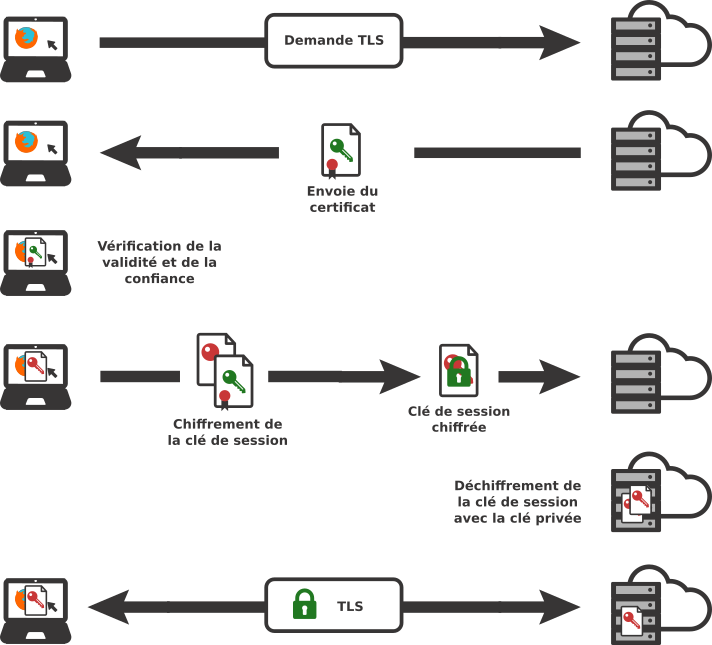 Demande TLS
Envoie du
certificat
Vérification de la
validité et de la
confiance
Chiffrement de
la clé de session
Clé de session
chiffrée
Déchiffrement de
la clé de session
avec la clé privée
TLS